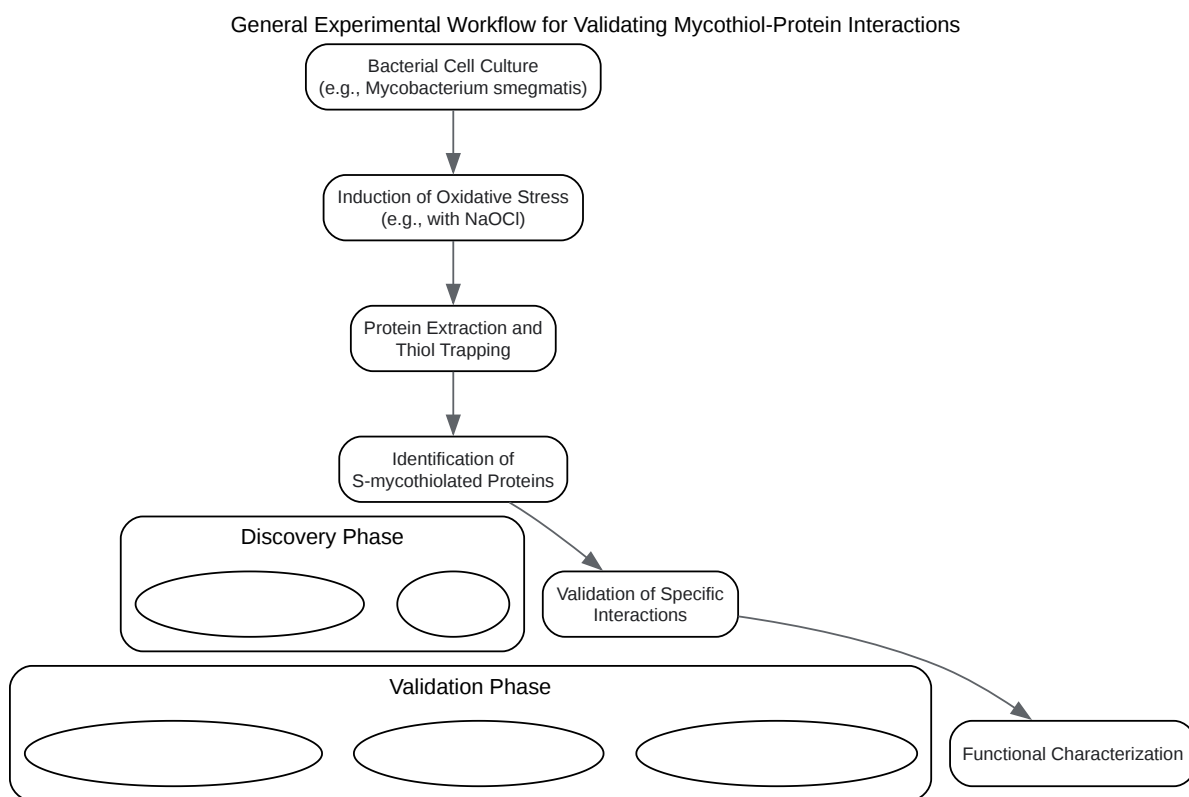 General Experimental Workflow for Validating Mycothiol-Protein Interactions
Bacterial Cell Culture
(e.g., Mycobacterium smegmatis)
Induction of Oxidative Stress
(e.g., with NaOCl)
Protein Extraction and
Thiol Trapping
Identification of
S-mycothiolated Proteins
Discovery Phase
Validation of Specific
Interactions
Validation Phase
Functional Characterization